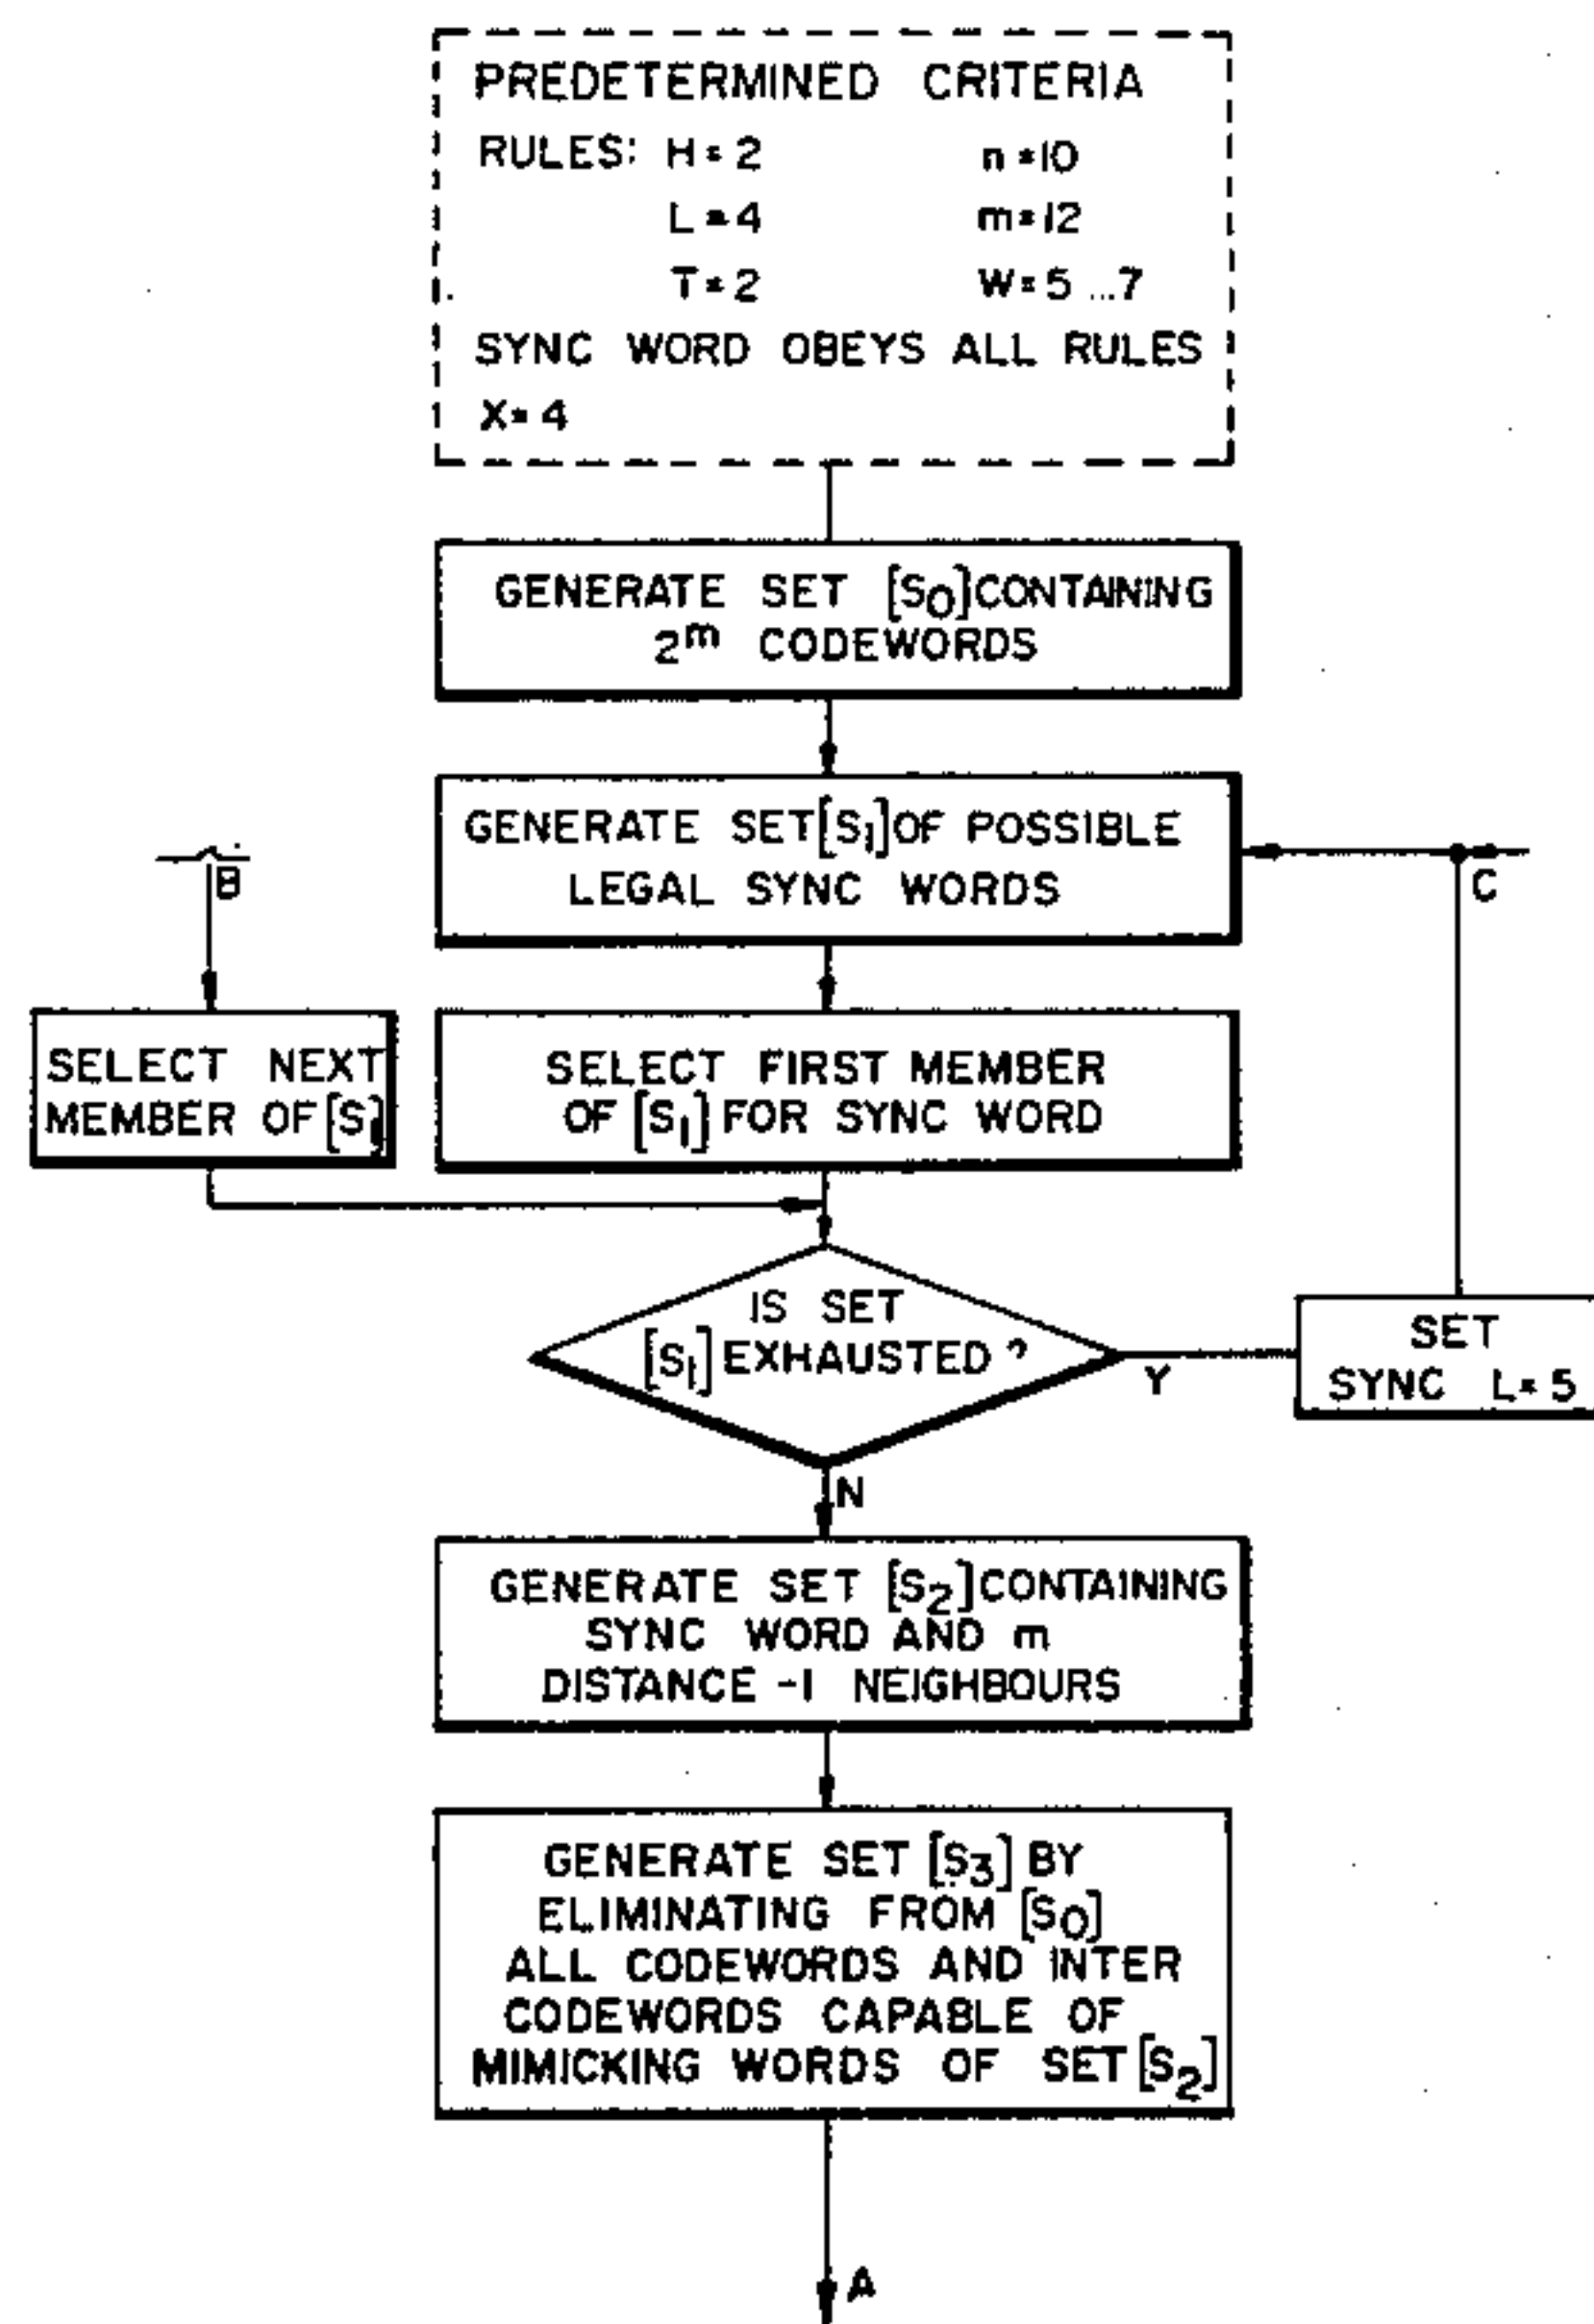 PREDETERMINED CRITERIA
RULES: H=2 n=10
L=4 m=12
T=2 W=5...7
SYNC WORD OBEYS ALL RULES
X=4
GENERATE SET [S0] CONTAINING
2^m CODEWORDS
GENERATE SET [S1] OF POSSIBLE
LEGAL SYNC WORDS
B
C
SELECT NEXT
MEMBER OF [S1]
SELECT FIRST MEMBER
OF [S1] FOR SYNC WORD
IS SET
[S1] EXHAUSTED ?
Y
SET
SYNC L=5
N
GENERATE SET [S2] CONTAINING
SYNC WORD AND m
DISTANCE -1 NEIGHBOURS
GENERATE SET [S3] BY
ELIMINATING FROM [S0]
ALL CODEWORDS AND INTER
CODEWORDS CAPABLE OF
MIMICKING WORDS OF SET [S2]
A